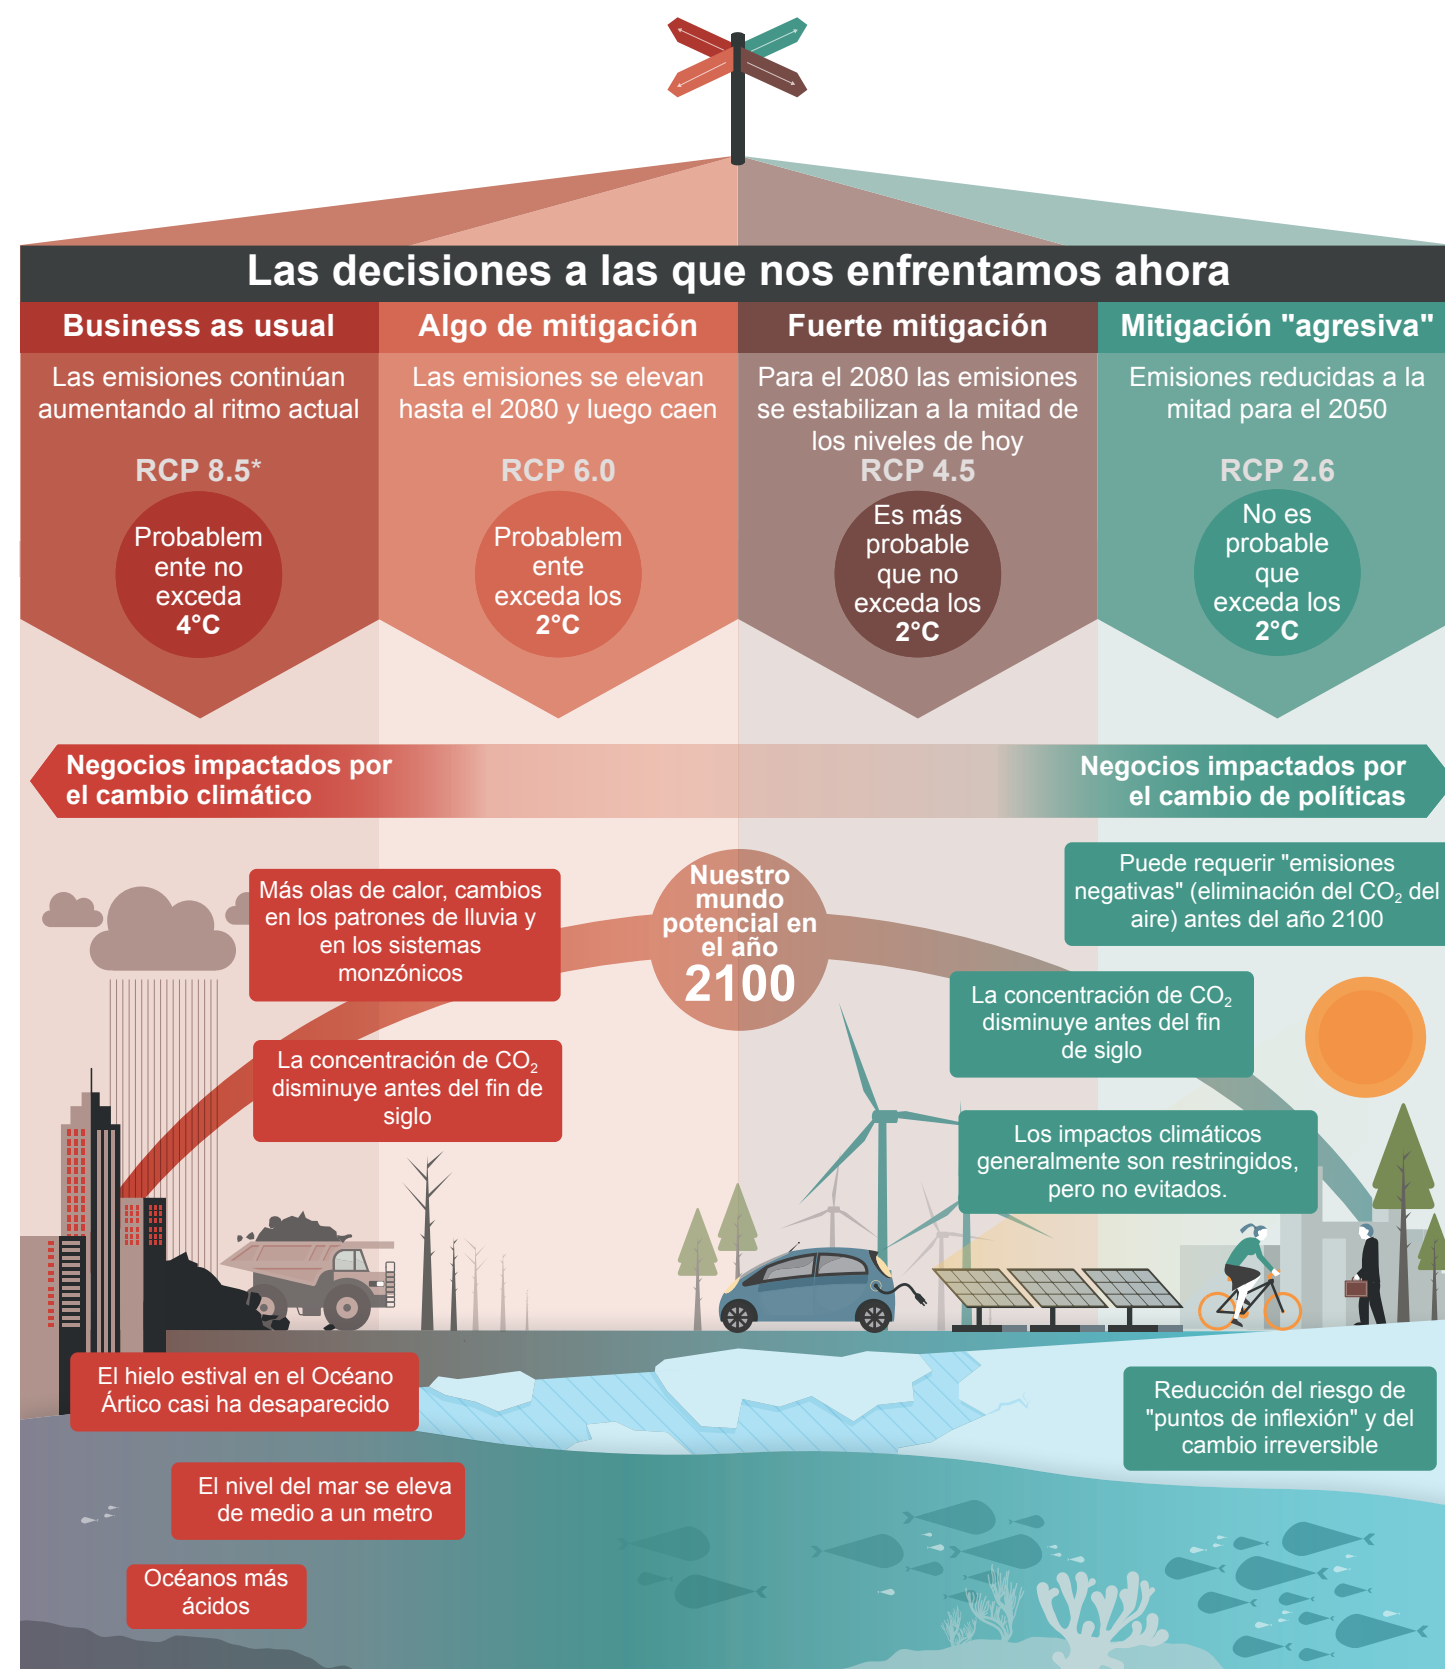 Las decisiones a las que nos enfrentamos ahora
Business as usual
Las emisiones continúan
aumentando al ritmo actual
RCP 8.5*
Probablem
ente no
exceda
4°C
Algo de mitigación
Las emisiones se elevan
hasta el 2080 y luego caen
RCP 6.0
Probablem
ente
exceda los
2°C
Fuerte mitigación
Para el 2080 las emisiones
se estabilizan a la mitad de
los niveles de hoy
RCP 4.5
Es más
probable
que no
exceda los
2°C
Mitigación "agresiva"
Emisiones reducidas a la
mitad para el 2050
RCP 2.6
No es
probable
que
exceda los
2°C
Negocios impactados por
el cambio climático
Negocios impactados por
el cambio de políticas
Nuestro
mundo
potencial en
el año
2100
Más olas de calor, cambios
en los patrones de lluvia y
en los sistemas
monzónicos
La concentración de CO₂
disminuye antes del fin de
siglo
Puede requerir "emisiones
negativas" (eliminación del CO₂ del
aire) antes del año 2100
La concentración de CO₂
disminuye antes del fin
de siglo
Los impactos climáticos
generalmente son restringidos,
pero no evitados.
El hielo estival en el Océano
Ártico casi ha desaparecido
El nivel del mar se eleva
de medio a un metro
Océanos más
ácidos
Reducción del riesgo de
"puntos de inflexión" y del
cambio irreversible